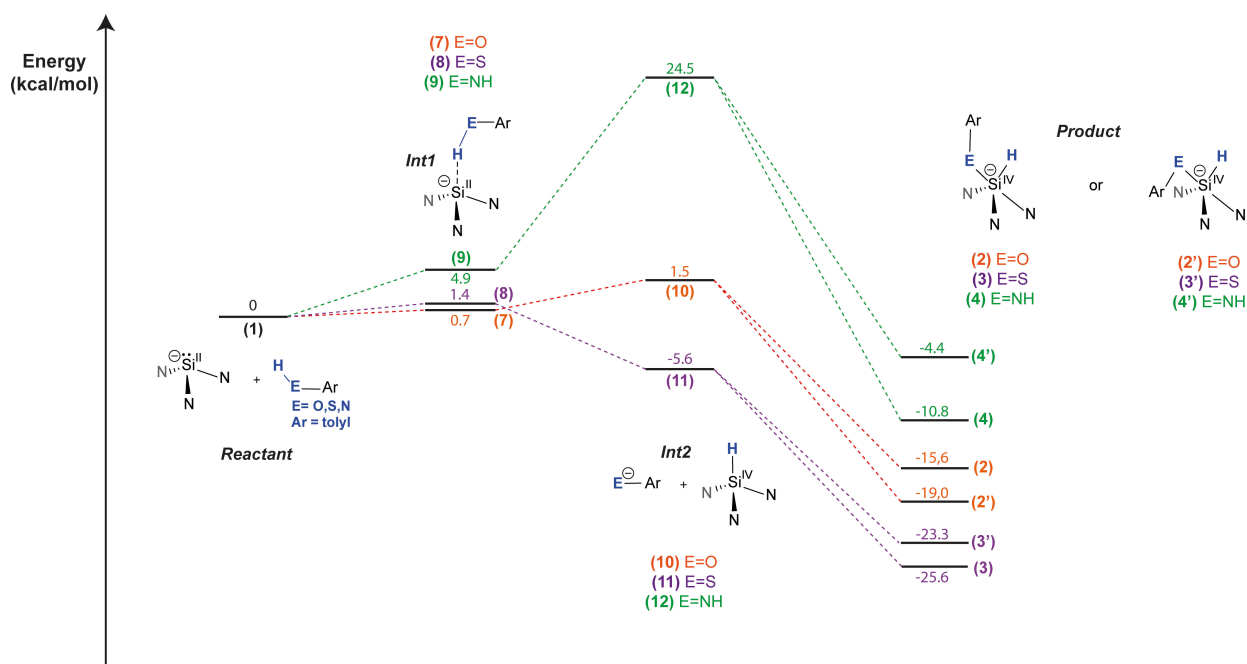 Energy
(kcal/mol)
(7) E=O
(8) E=S
(9) E=NH
E—Ar
H
Int1
⊖
Si II
N
N
N
24.5
(12)
Ar
E
H
⊖
Si IV
N
N
N
Product
or
E
H
Ar
⊖
Si IV
N
N
N
(2) E=O
(3) E=S
(4) E=NH
(2') E=O
(3') E=S
(4') E=NH
(9)
4.9
1.4
(8)
0.7
(7)
0
(1)
1.5
(10)
-5.6
(11)
-4.4
(4')
-10.8
(4)
-15,6
(2)
-19,0
(2')
-23.3
(3')
-25.6
(3)
⊖
Si II
N
N
N
+
H
E—Ar
E= O,S,N
Ar = tolyl
Reactant
Int2
⊖
E—Ar
+
H
Si IV
N
N
N
(10) E=O
(11) E=S
(12) E=NH